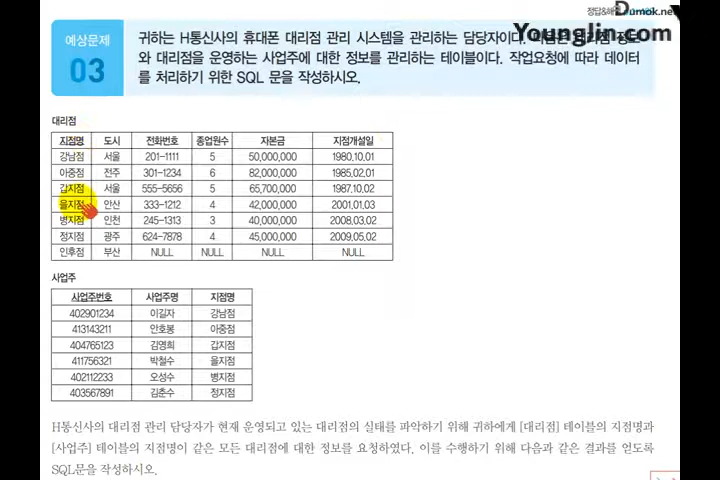 정답&해설
Dumok.ne
Younglin.com
예상문제
03
귀하는 H통신사의 휴대폰 대리점 관리 시스템을 관리하는 담당자이다. 대리점 정보
와 대리점을 운영하는 사업주에 대한 정보를 관리하는 테이블이다. 작업요청에 따라 데이터
를 처리하기 위한 SQL 문을 작성하시오.
대리점
지점명 도시 전화번호 종업원수 자본금 지점개설일
강남점 서울 201-1111 5 50,000,000 1980.10.01
아중점 전주 301-1234 6 82,000,000 1985.02.01
갑지점 서울 555-5656 5 65,700,000 1987.10.02
을지점 안산 333-1212 4 42,000,000 2001.01.03
병지점 인천 245-1313 3 40,000,000 2008.03.02
정지점 광주 624-7878 4 45,000,000 2009.05.02
인후점 부산 NULL NULL NULL NULL
사업주
사업주번호 사업주명 지점명
402901234 이길자 강남점
413143211 안호봉 아중점
404765123 김영희 갑지점
411756321 박철수 을지점
402112233 오성수 병지점
403567891 김춘수 정지점
H통신사의 대리점 관리 담당자가 현재 운영되고 있는 대리점의 실태를 파악하기 위해 귀하에게 [대리점] 테이블의 지점명과
[사업주] 테이블의 지점명이 같은 모든 대리점에 대한 정보를 요청하였다. 이를 수행하기 위해 다음과 같은 결과를 얻도록
SQL문을 작성하시오.